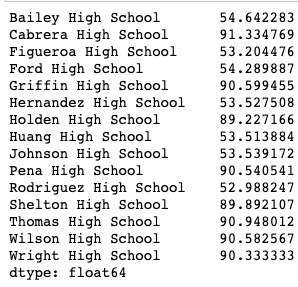 Bailey High School 54.642283
Cabrera High School 91.334769
Figueroa High School 53.204476
Ford High School 54.289887
Griffin High School 90.599455
Hernandez High School 53.527508
Holden High School 89.227166
Huang High School 53.513884
Johnson High School 53.539172
Pena High School 90.540541
Rodriguez High School 52.988247
Shelton High School 89.892107
Thomas High School 90.948012
Wilson High School 90.582567
Wright High School 90.333333
dtype: float64